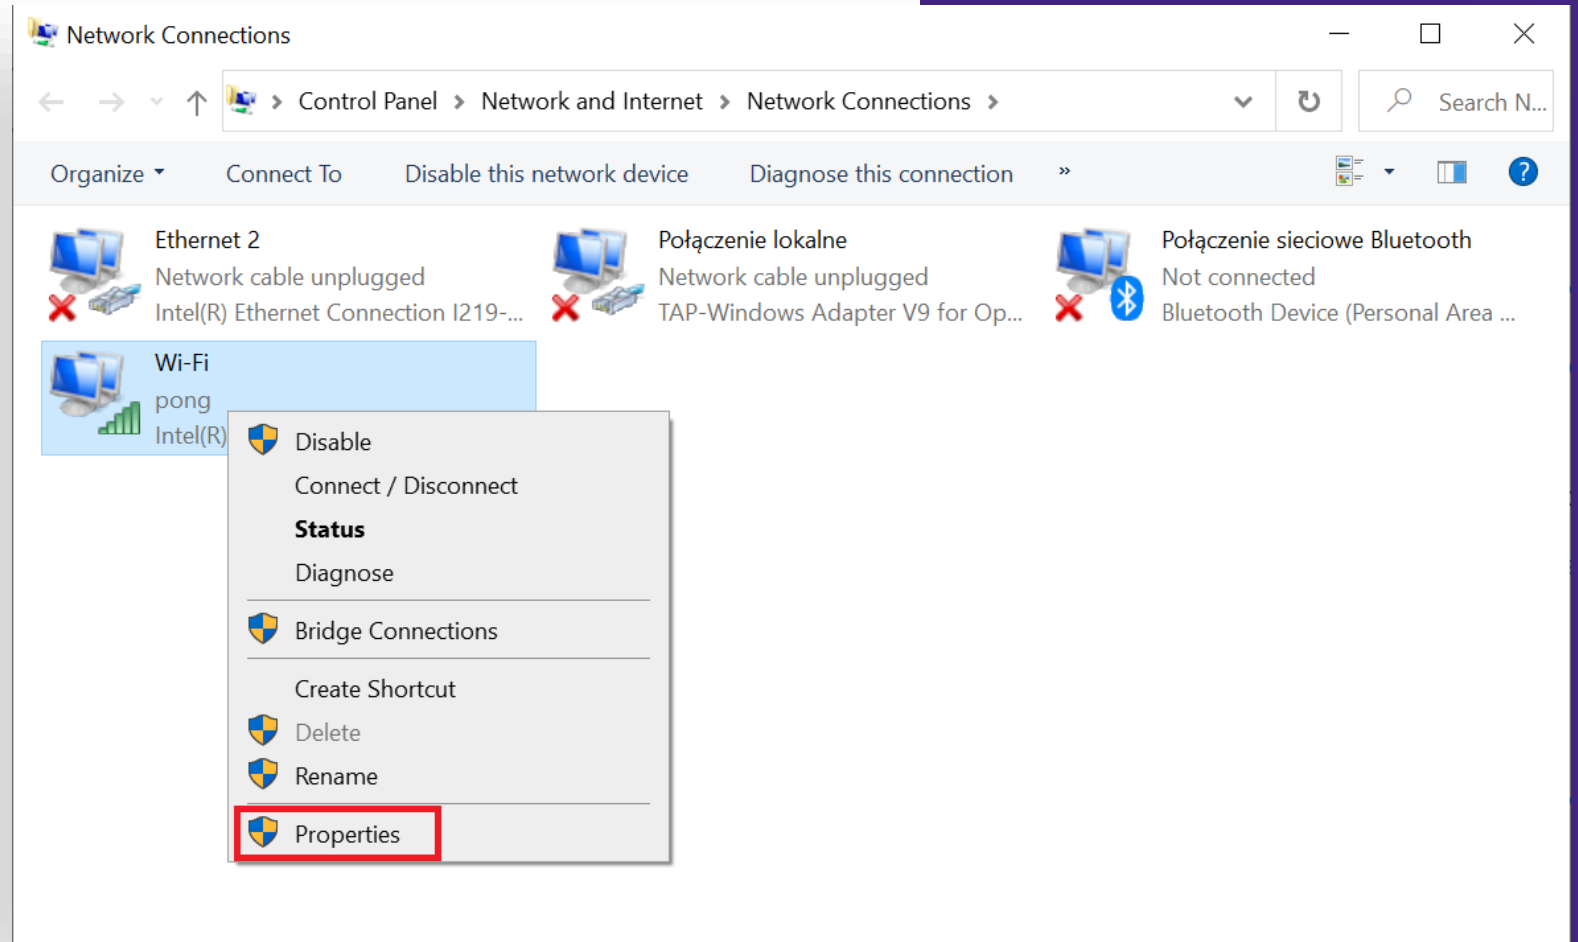 Network Connections
Control Panel > Network and Internet > Network Connections >
Search N...
Organize
Connect To
Disable this network device
Diagnose this connection
»
?
Ethernet 2
Network cable unplugged
Intel(R) Ethernet Connection I219-...
Połączenie lokalne
Network cable unplugged
TAP-Windows Adapter V9 for Op...
Połączenie sieciowe Bluetooth
Not connected
Bluetooth Device (Personal Area ...
Wi-Fi
pong
Intel(R)
Disable
Connect / Disconnect
Status
Diagnose
Bridge Connections
Create Shortcut
Delete
Rename
Properties